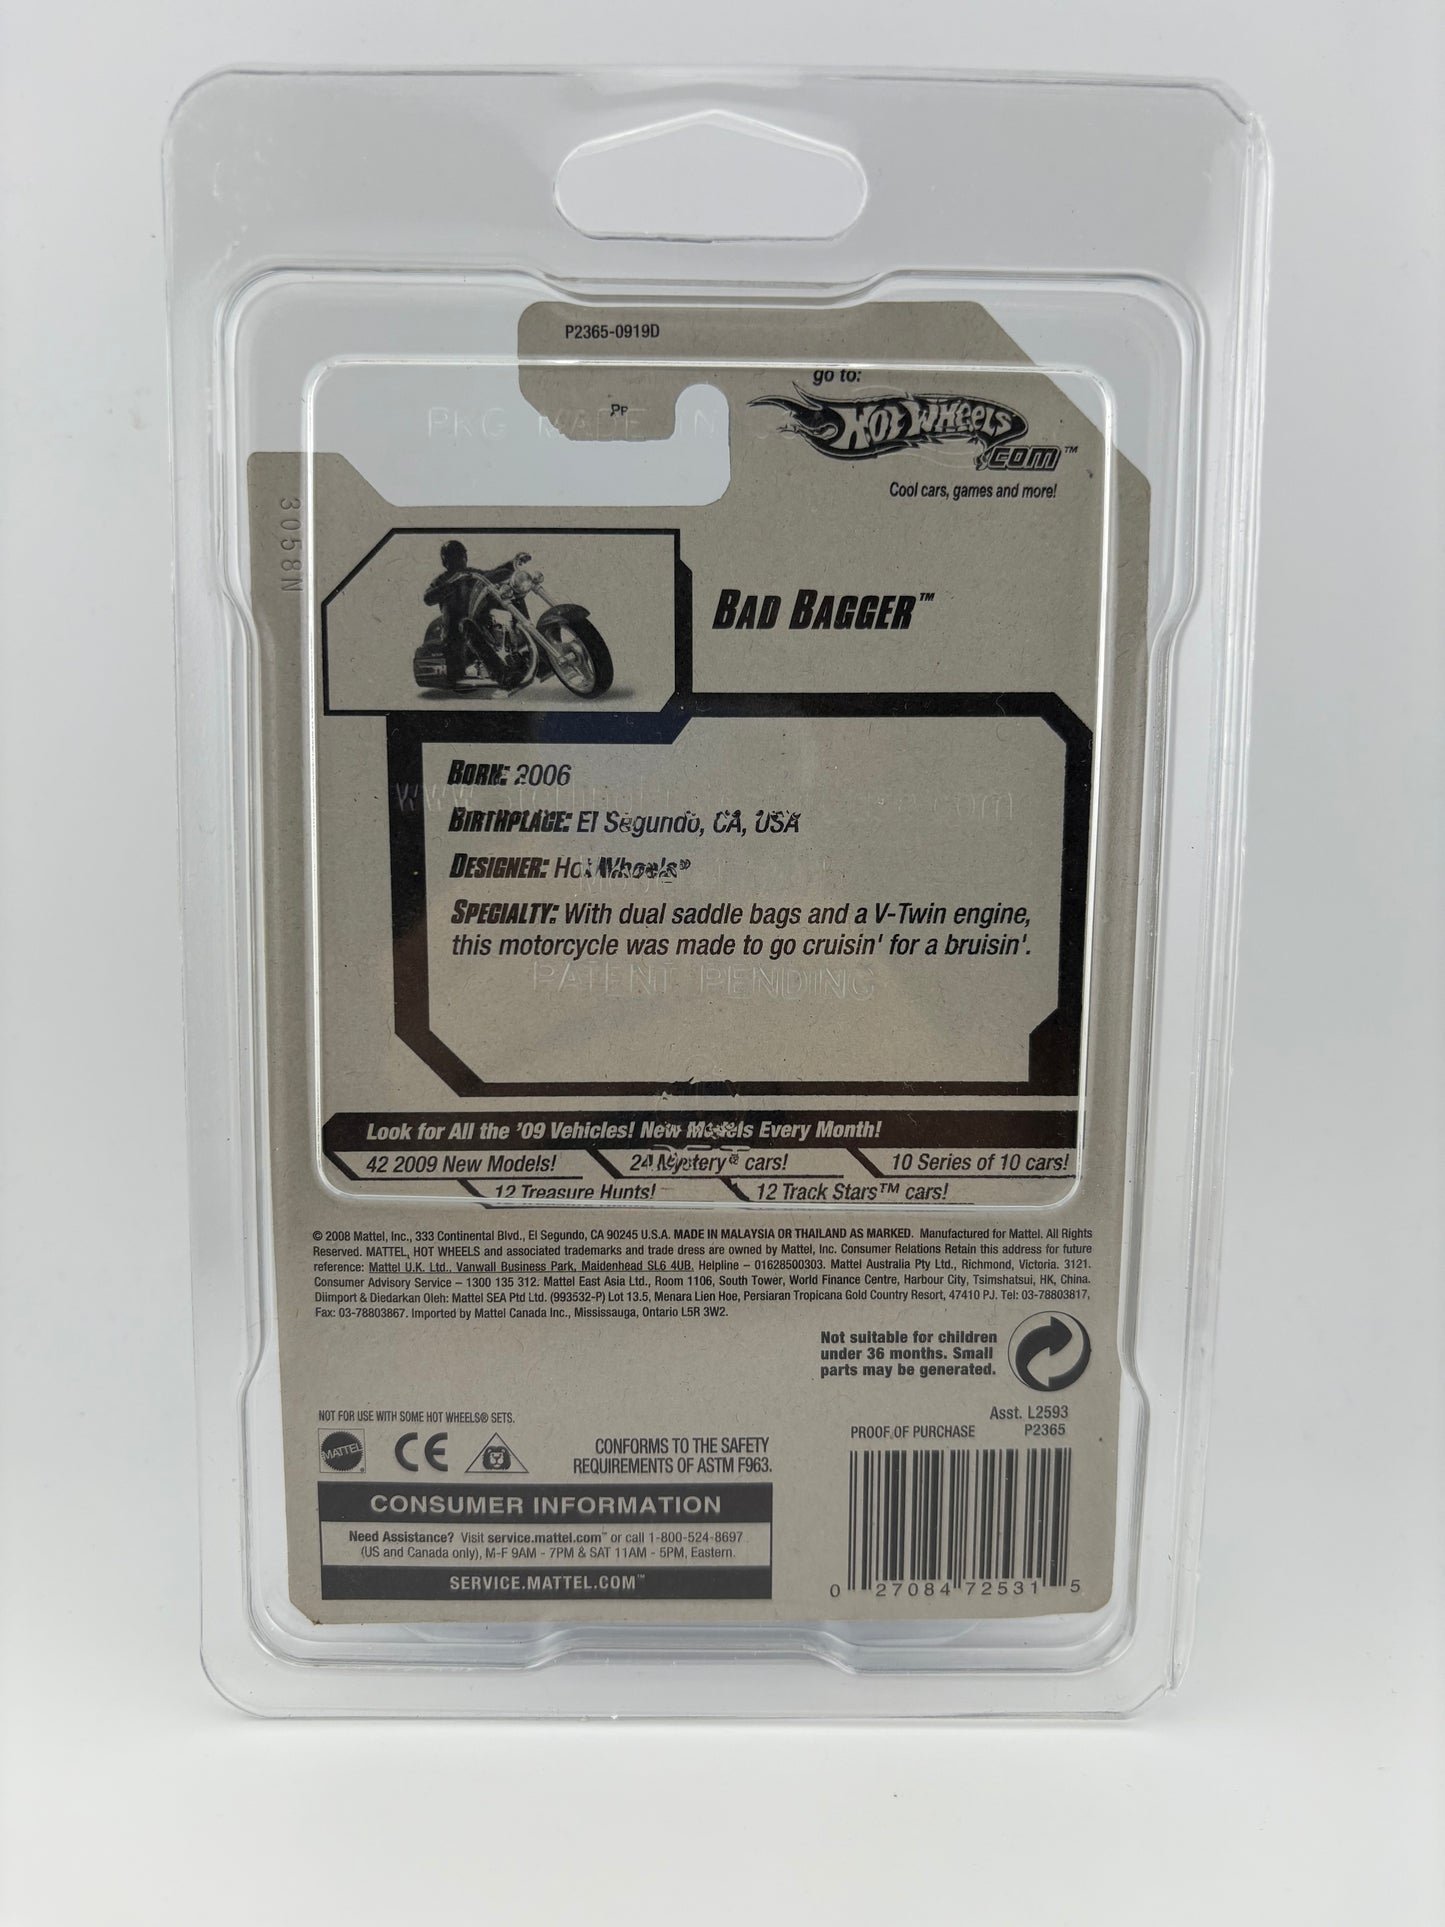 P2365-0919D
go to:
Pr
PKG MADE IN
HOT WHEELS
.COM™
Cool cars, games and more!
3058N
BAD BAGGER™
BORN: 2006
BIRTHPLACE: El Segundo, CA, USA
DESIGNER: Hot Wheels®
SPECIALTY: With dual saddle bags and a V-Twin engine,
this motorcycle was made to go cruisin' for a bruisin'.
PATENT PENDING
Look for All the '09 Vehicles! New Models Every Month!
42 2009 New Models!
24 Mystery® cars!
10 Series of 10 cars!
12 Treasure Hunts!
12 Track Stars™ cars!
© 2008 Mattel, Inc., 333 Continental Blvd., El Segundo, CA 90245 U.S.A. MADE IN MALAYSIA OR THAILAND AS MARKED. Manufactured for Mattel. All Rights
Reserved. MATTEL, HOT WHEELS and associated trademarks and trade dress are owned by Mattel, Inc. Consumer Relations Retain this address for future
reference: Mattel U.K. Ltd., Vanwall Business Park, Maidenhead SL6 4UB. Helpline – 01628500303. Mattel Australia Pty Ltd., Richmond, Victoria. 3121.
Consumer Advisory Service – 1300 135 312. Mattel East Asia Ltd., Room 1106, South Tower, World Finance Centre, Harbour City, Tsimshatsui, HK, China.
Diimport & Diedarkan Oleh: Mattel SEA Ptd Ltd. (993532-P) Lot 13.5, Menara Lien Hoe, Persiaran Tropicana Gold Country Resort, 47410 PJ. Tel: 03-78803817,
Fax: 03-78803867. Imported by Mattel Canada Inc., Mississauga, Ontario L5R 3W2.
Not suitable for children
under 36 months. Small
parts may be generated.
NOT FOR USE WITH SOME HOT WHEELS® SETS.
MATTEL®
CE
CONFORMS TO THE SAFETY
REQUIREMENTS OF ASTM F963.
Asst. L2593
PROOF OF PURCHASE P2365
CONSUMER INFORMATION
Need Assistance? Visit service.mattel.com™ or call 1-800-524-8697
(US and Canada only), M-F 9AM - 7PM & SAT 11AM - 5PM, Eastern.
SERVICE.MATTEL.COM™
0 27084 72531 5